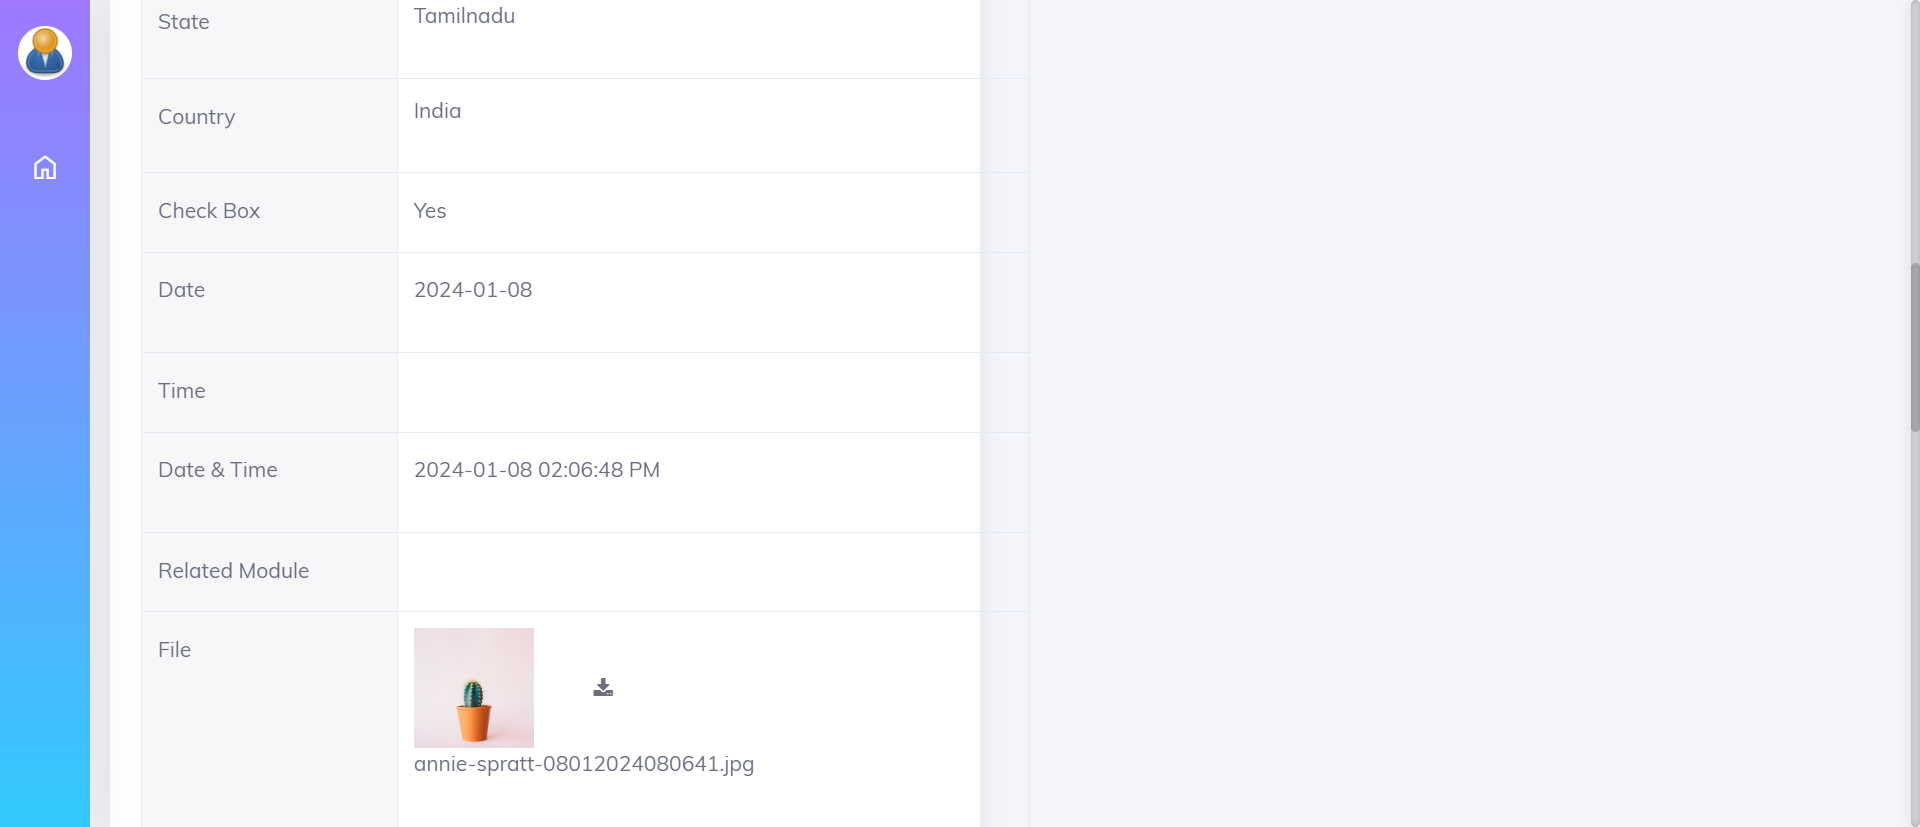 State
Tamilnadu
Country
India
Check Box
Yes
Date
2024-01-08
Time
Date & Time
2024-01-08 02:06:48 PM
Related Module
File
annie-spratt-08012024080641.jpg